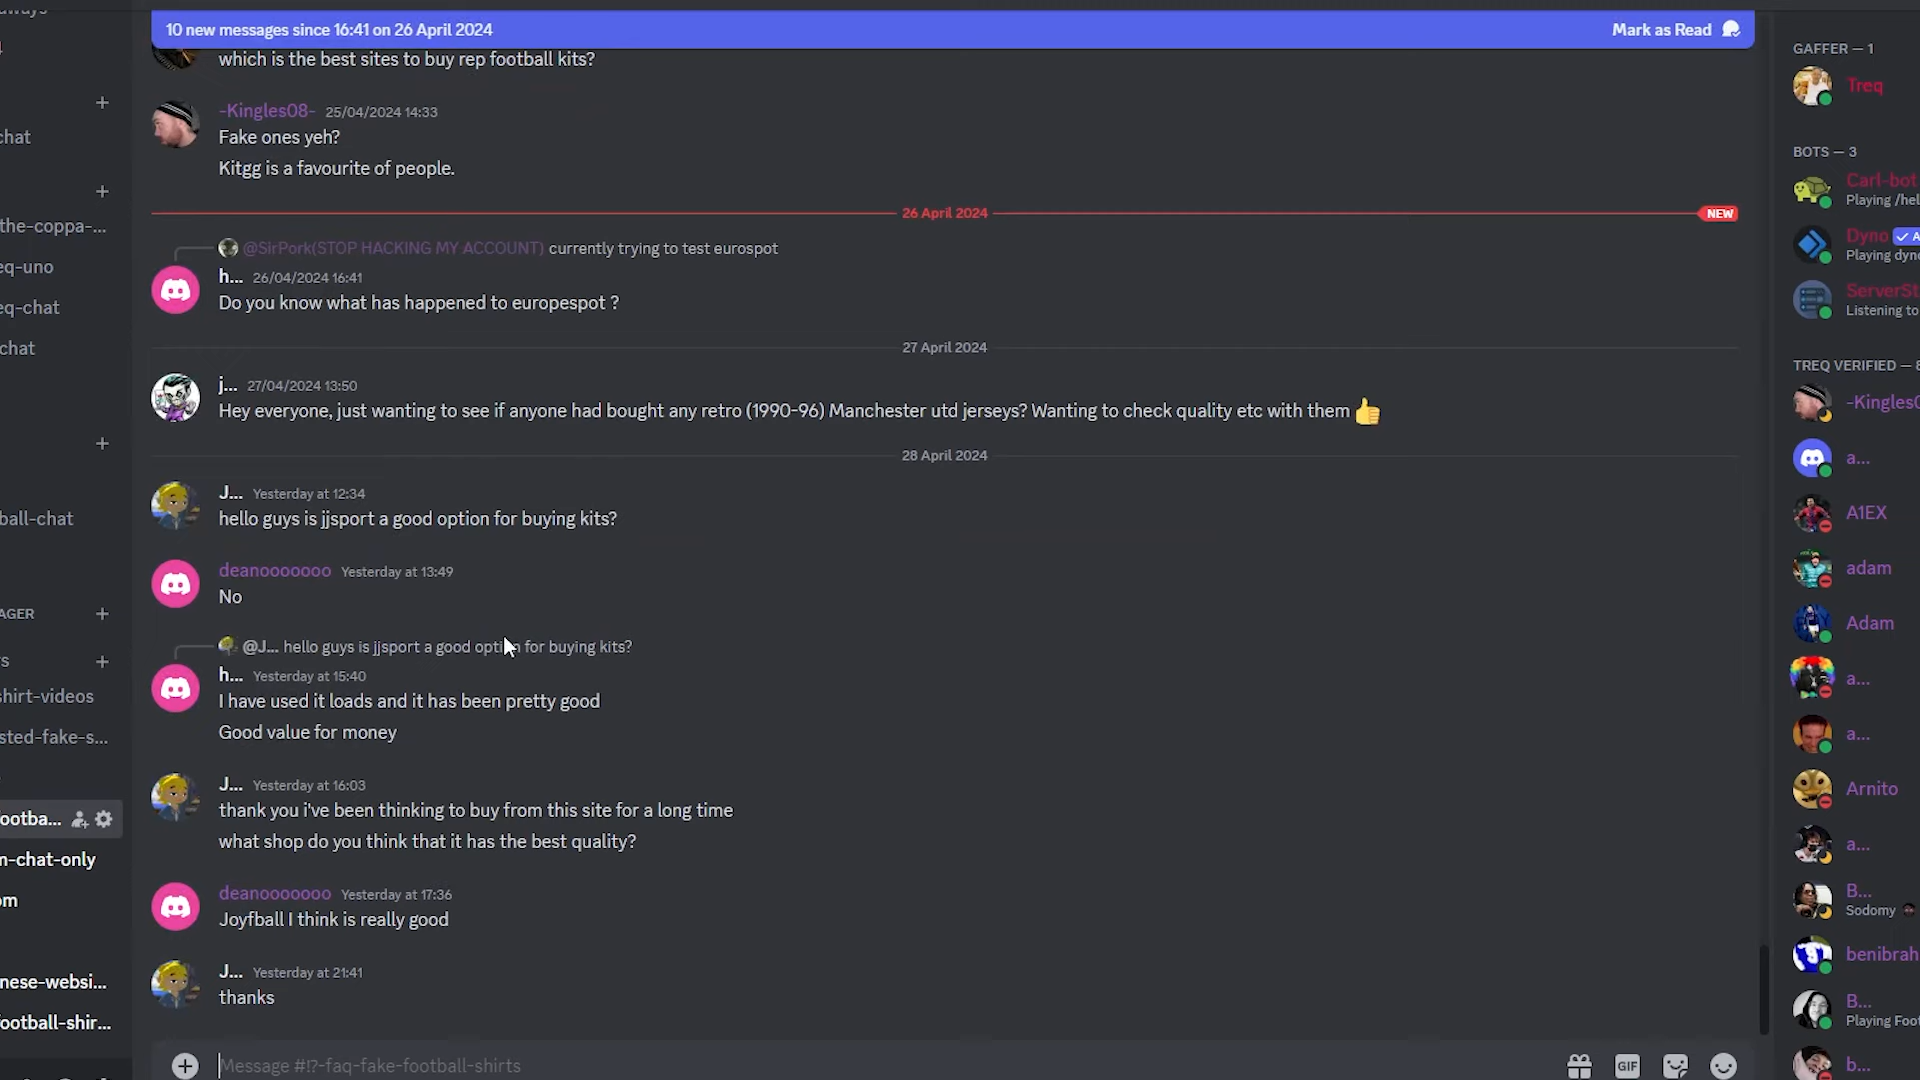 10 new messages since 16:41 on 26 April 2024
Mark as Read
which is the best sites to buy rep football kits?
-Kingles08- 25/04/2024 14:33
Fake ones yeh?
Kitgg is a favourite of people.
26 April 2024
NEW
@SirPork(STOP HACKING MY ACCOUNT) currently trying to test eurospot
h... 26/04/2024 16:41
Do you know what has happened to europespot ?
27 April 2024
j... 27/04/2024 13:50
Hey everyone, just wanting to see if anyone had bought any retro (1990-96) Manchester utd jerseys? Wanting to check quality etc with them
28 April 2024
J... Yesterday at 12:34
hello guys is jjsport a good option for buying kits?
deanooooooo Yesterday at 13:49
No
@J... hello guys is jjsport a good option for buying kits?
h... Yesterday at 15:40
I have used it loads and it has been pretty good
Good value for money
J... Yesterday at 16:03
thank you i've been thinking to buy from this site for a long time
what shop do you think that it has the best quality?
deanooooooo Yesterday at 17:36
Joyfball I think is really good
J... Yesterday at 21:41
thanks
Message #!?-faq-fake-football-shirts
GIF
chat
the-coppa-...
eq-uno
eq-chat
chat
ball-chat
AGER
S
shirt-videos
sted-fake-s...
ootba...
n-chat-only
om
nese-websi...
ootball-shir...
GAFFER — 1
Treq
BOTS — 3
Carl-bot
Playing /hel
Dyno
Playing dyno
ServerSt
Listening to
TREQ VERIFIED — 8
-Kingles0
a...
A1EX
adam
Adam
a...
a...
Arnito
a...
B...
Sodomy
benibrah
B...
Playing Foot
b...